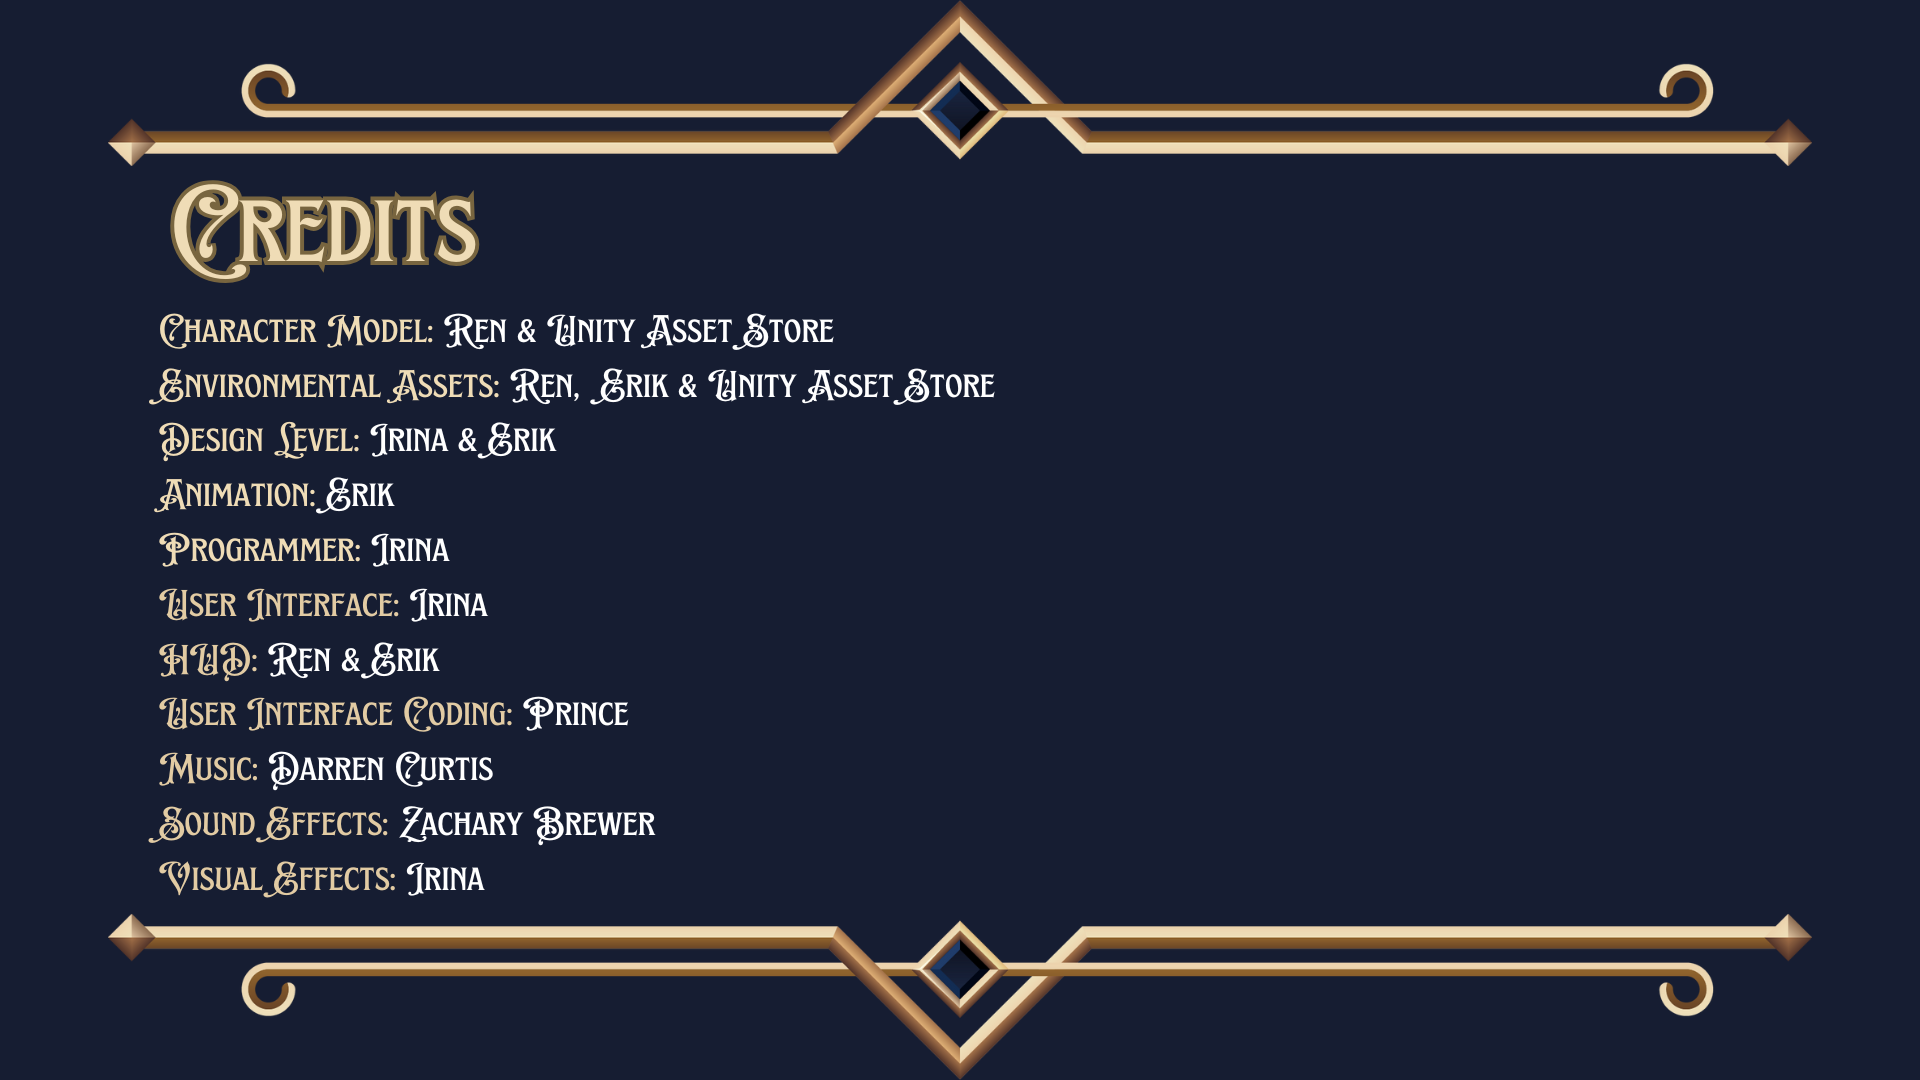 Credits
Character Model: Ren & Unity Asset Store
Environmental Assets: Ren, Erik & Unity Asset Store
Design Level: Irina & Erik
Animation: Erik
Programmer: Irina
User Interface: Irina
HUD: Ren & Erik
User Interface Coding: Prince
Music: Darren Curtis
Sound Effects: Zachary Brewer
Visual Effects: Irina